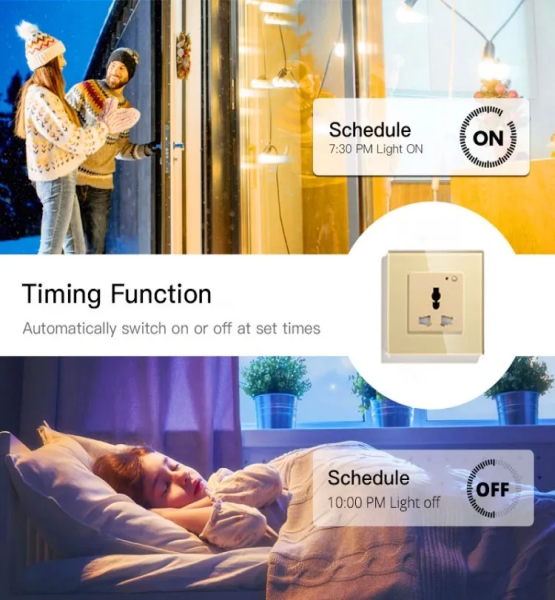 Schedule
7:30 PM Light ON
ON
Timing Function
Automatically switch on or off at set times
Schedule
10:00 PM Light off
OFF